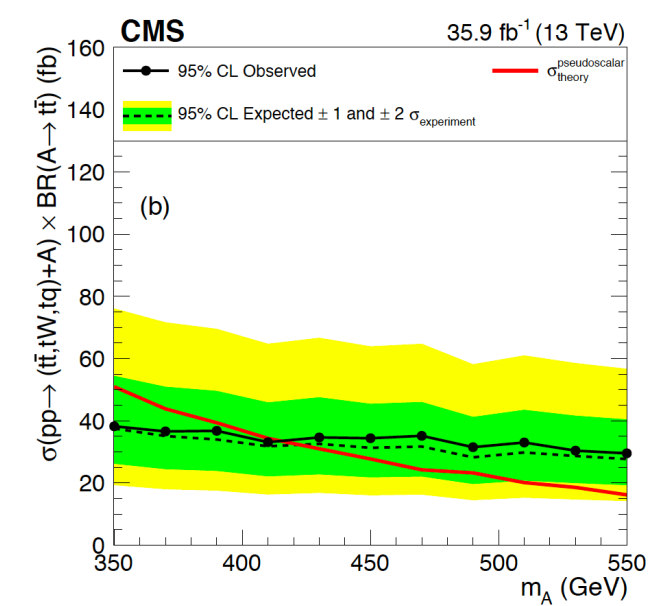 CMS 35.9 fb⁻¹ (13 TeV)
95% CL Observed σ_theory^pseudoscalar
95% CL Expected ± 1 and ± 2 σ_experiment
(b)
σ(pp→ (tt̄,tW,tq)+A) × BR(A→ tt̄) (fb)
160
140
120
100
80
60
40
20
0
350 400 450 500 550
m_A (GeV)